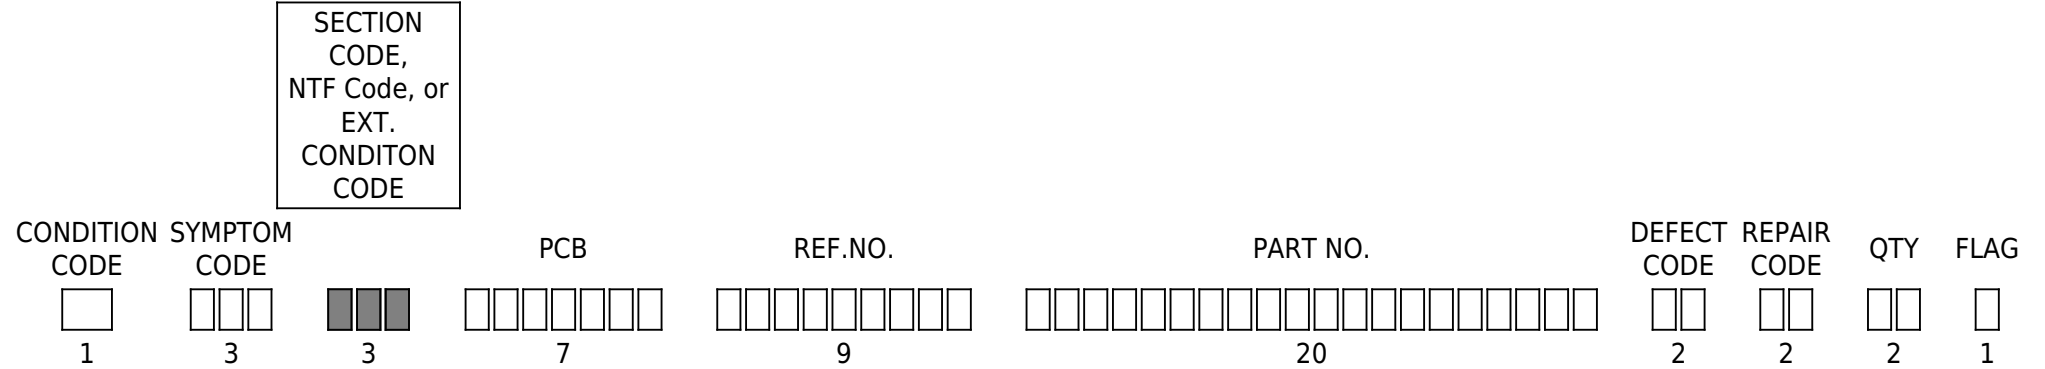 SECTION
CODE,
NTF Code, or
EXT.
CONDITON
CODE
CONDITION SYMPTOM DEFECT REPAIR
CODE CODE PCB REF.NO. PART NO. CODE CODE QTY FLAG
1 3 3 7 9 20 2 2 2 1